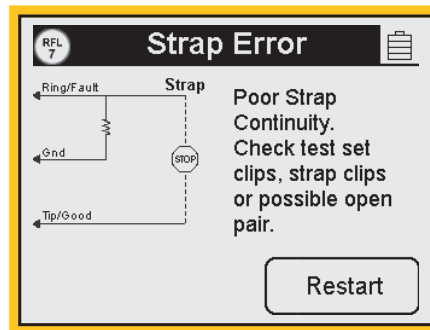 RFL
7
Strap Error
Ring/Fault
Strap
Gnd
STOP
Tip/Good
Poor Strap
Continuity.
Check test set
clips, strap clips
or possible open
pair.
Restart